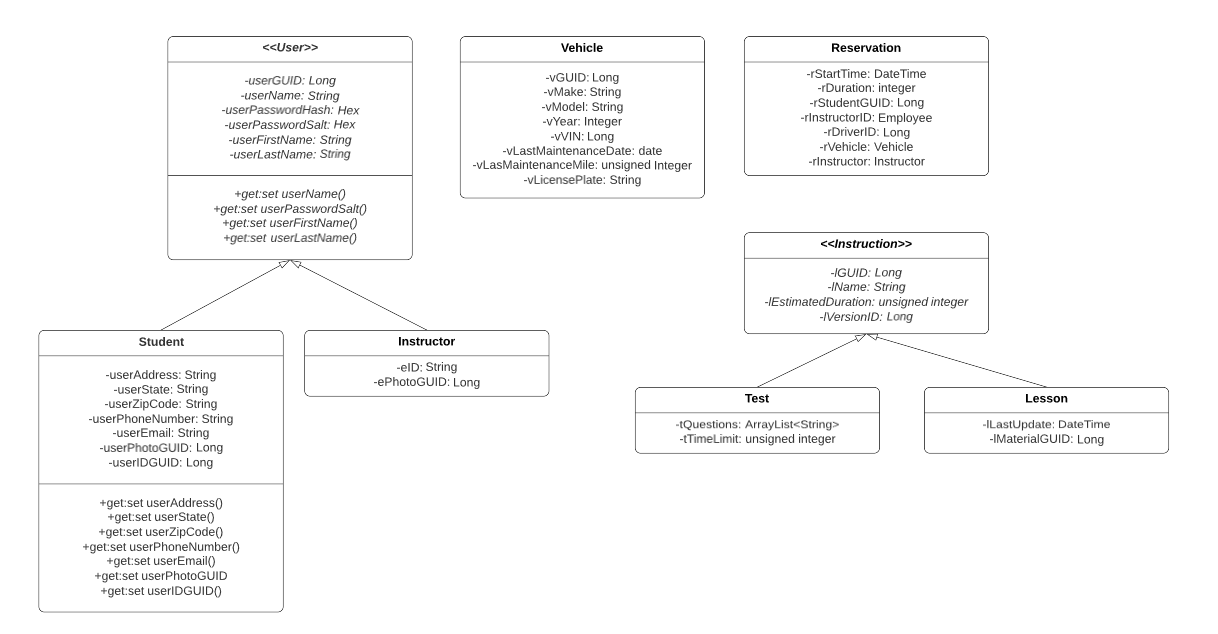 <<User>>
-userGUID: Long
-userName: String
-userPasswordHash: Hex
-userPasswordSalt: Hex
-userFirstName: String
-userLastName: String
+get:set userName()
+get:set userPasswordSalt()
+get:set userFirstName()
+get:set userLastName()
Vehicle
-vGUID: Long
-vMake: String
-vModel: String
-vYear: Integer
-vVIN: Long
-vLastMaintenanceDate: date
-vLasMaintenanceMile: unsigned Integer
-vLicensePlate: String
Reservation
-rStartTime: DateTime
-rDuration: integer
-rStudentGUID: Long
-rInstructorID: Employee
-rDriverID: Long
-rVehicle: Vehicle
-rInstructor: Instructor
<<Instruction>>
-lGUID: Long
-lName: String
-lEstimatedDuration: unsigned integer
-lVersionID: Long
Student
-userAddress: String
-userState: String
-userZipCode: String
-userPhoneNumber: String
-userEmail: String
-userPhotoGUID: Long
-userIDGUID: Long
+get:set userAddress()
+get:set userState()
+get:set userZipCode()
+get:set userPhoneNumber()
+get:set userEmail()
+get:set userPhotoGUID
+get:set userIDGUID()
Instructor
-eID: String
-ePhotoGUID: Long
Test
-tQuestions: ArrayList<String>
-tTimeLimit: unsigned integer
Lesson
-lLastUpdate: DateTime
-lMaterialGUID: Long